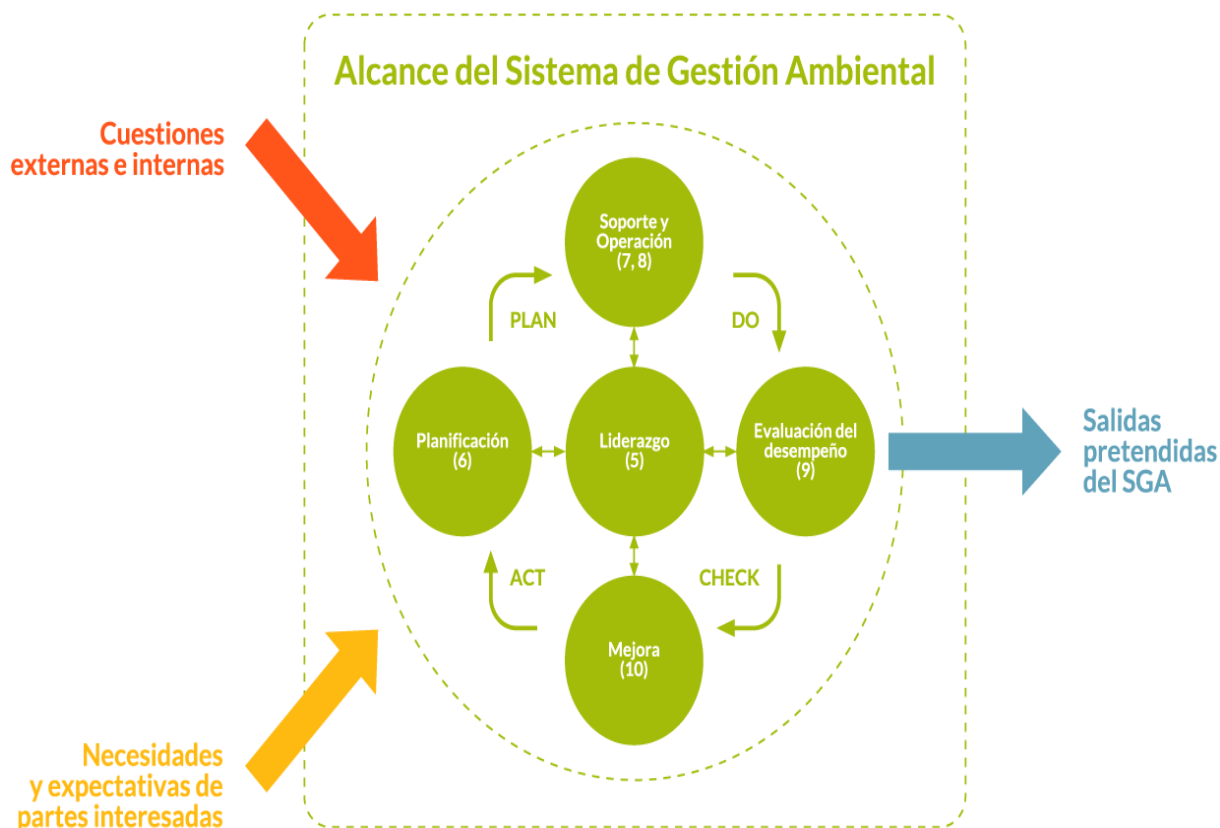 Alcance del Sistema de Gestión Ambiental
Cuestiones
externas e internas
Soporte y
Operación
(7, 8)
PLAN
DO
Planificación
(6)
Liderazgo
(5)
Evaluación del
desempeño
(9)
Salidas
pretendidas
del SGA
ACT
CHECK
Mejora
(10)
Necesidades
y expectativas de
partes interesadas